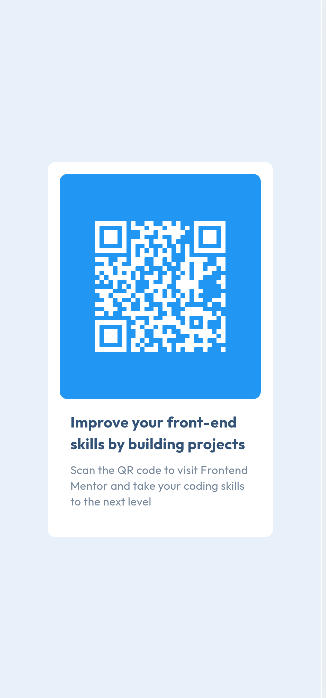 Improve your front-end
skills by building projects
Scan the QR code to visit Frontend
Mentor and take your coding skills
to the next level